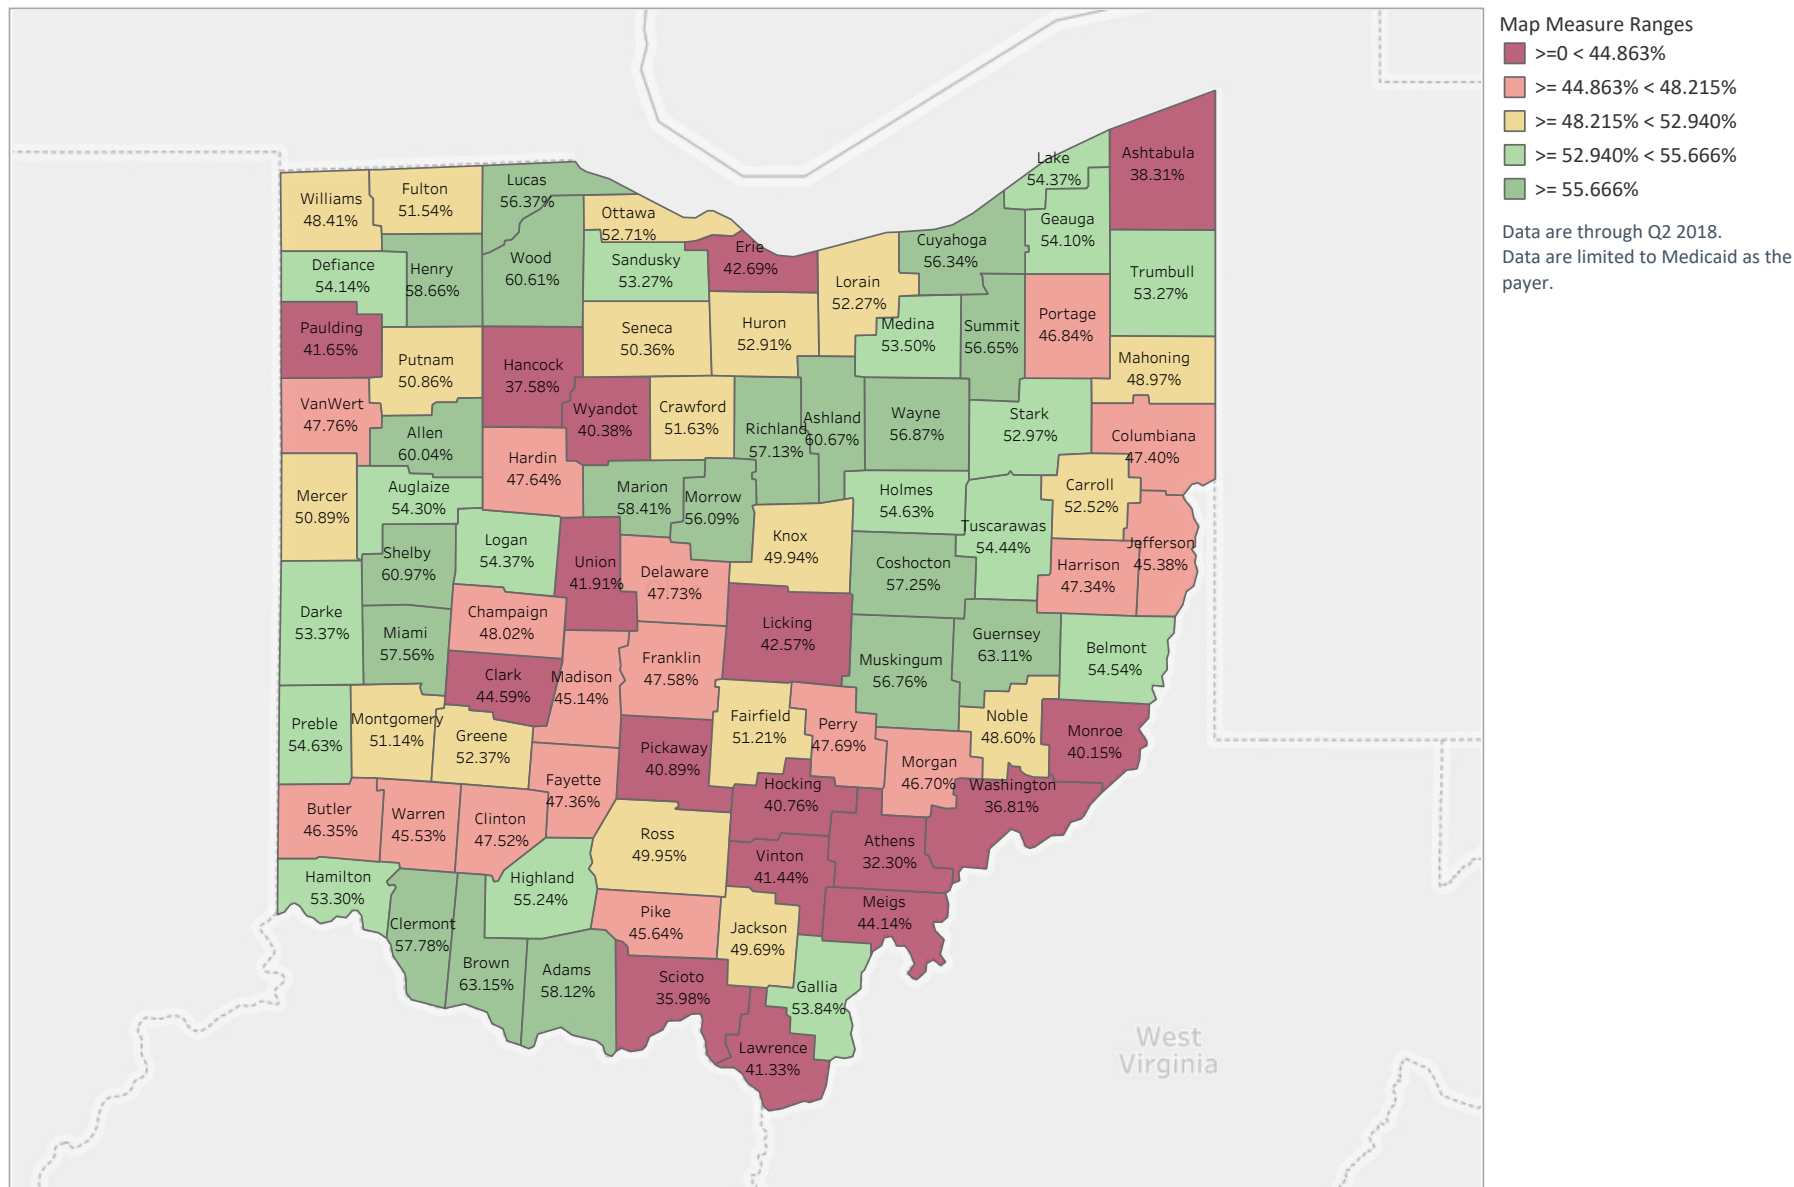 Map Measure Ranges
>=0 < 44.863%
>= 44.863% < 48.215%
>= 48.215% < 52.940%
>= 52.940% < 55.666%
>= 55.666%
Data are through Q2 2018.
Data are limited to Medicaid as the
payer.
Williams
48.41%
Fulton
51.54%
Lucas
56.37%
Ottawa
52.71%
Lake
54.37%
Ashtabula
38.31%
Defiance
54.14%
Henry
58.66%
Wood
60.61%
Sandusky
53.27%
Erie
42.69%
Lorain
52.27%
Cuyahoga
56.34%
Geauga
54.10%
Trumbull
53.27%
Paulding
41.65%
Putnam
50.86%
Hancock
37.58%
Seneca
50.36%
Huron
52.91%
Medina
53.50%
Summit
56.65%
Portage
46.84%
Mahoning
48.97%
VanWert
47.76%
Allen
60.04%
Hardin
47.64%
Wyandot
40.38%
Crawford
51.63%
Richland
57.13%
Ashland
60.67%
Wayne
56.87%
Stark
52.97%
Columbiana
47.40%
Mercer
50.89%
Auglaize
54.30%
Marion
58.41%
Morrow
56.09%
Knox
49.94%
Holmes
54.63%
Tuscarawas
54.44%
Carroll
52.52%
Jefferson
45.38%
Shelby
60.97%
Logan
54.37%
Union
41.91%
Delaware
47.73%
Coshocton
57.25%
Harrison
47.34%
Darke
53.37%
Miami
57.56%
Champaign
48.02%
Licking
42.57%
Muskingum
56.76%
Guernsey
63.11%
Belmont
54.54%
Clark
44.59%
Madison
45.14%
Franklin
47.58%
Preble
54.63%
Montgomery
51.14%
Greene
52.37%
Pickaway
40.89%
Fairfield
51.21%
Perry
47.69%
Morgan
46.70%
Noble
48.60%
Monroe
40.15%
Butler
46.35%
Warren
45.53%
Clinton
47.52%
Fayette
47.36%
Hocking
40.76%
Washington
36.81%
Ross
49.95%
Vinton
41.44%
Athens
32.30%
Hamilton
53.30%
Clermont
57.78%
Highland
55.24%
Pike
45.64%
Jackson
49.69%
Meigs
44.14%
Brown
63.15%
Adams
58.12%
Scioto
35.98%
Gallia
53.84%
Lawrence
41.33%
West
Virginia